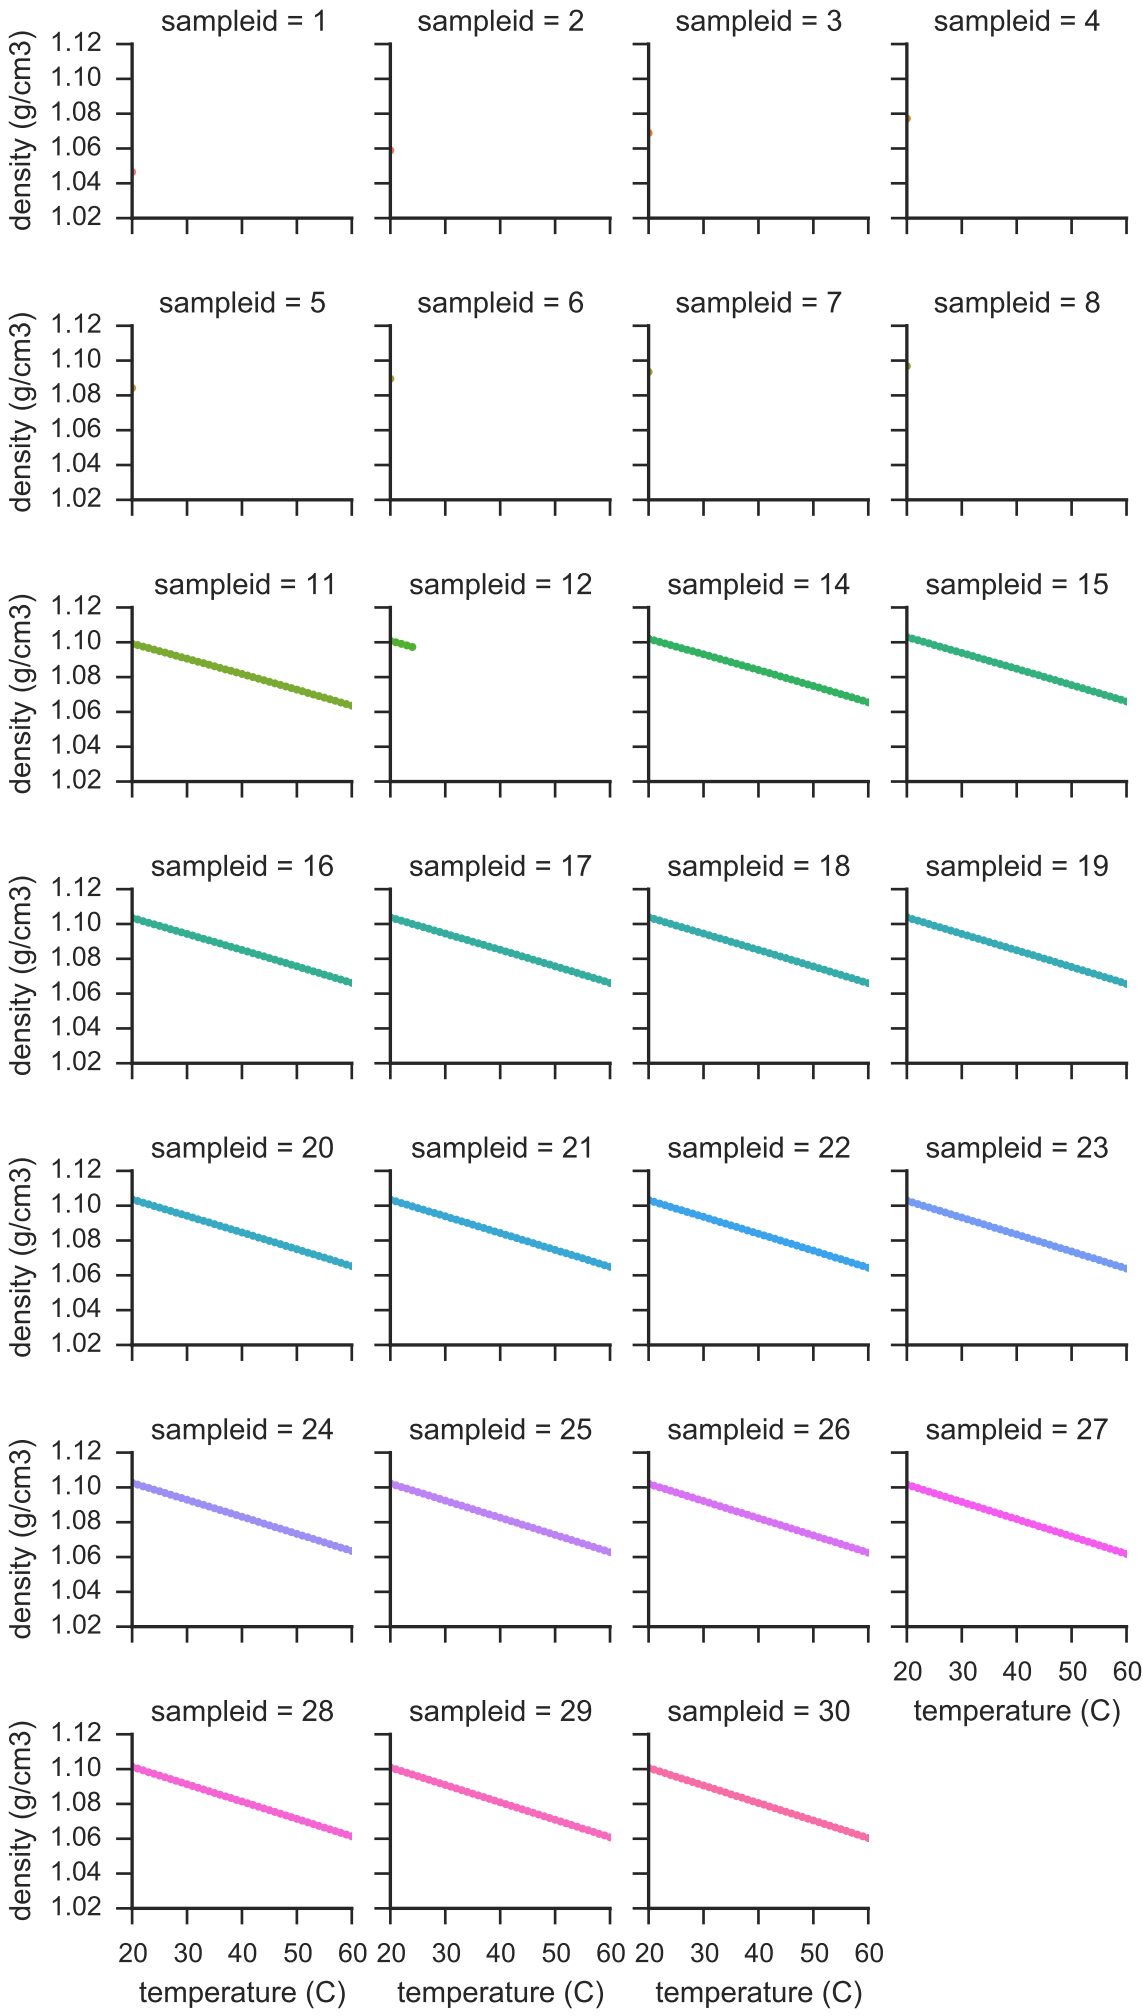 sampleid = 1 sampleid = 2 sampleid = 3 sampleid = 4
density (g/cm3)
1.12
1.10
1.08
1.06
1.04
1.02
sampleid = 5 sampleid = 6 sampleid = 7 sampleid = 8
density (g/cm3)
1.12
1.10
1.08
1.06
1.04
1.02
sampleid = 11 sampleid = 12 sampleid = 14 sampleid = 15
density (g/cm3)
1.12
1.10
1.08
1.06
1.04
1.02
sampleid = 16 sampleid = 17 sampleid = 18 sampleid = 19
density (g/cm3)
1.12
1.10
1.08
1.06
1.04
1.02
sampleid = 20 sampleid = 21 sampleid = 22 sampleid = 23
density (g/cm3)
1.12
1.10
1.08
1.06
1.04
1.02
sampleid = 24 sampleid = 25 sampleid = 26 sampleid = 27
density (g/cm3)
1.12
1.10
1.08
1.06
1.04
1.02
20 30 40 50 60
temperature (C)
sampleid = 28 sampleid = 29 sampleid = 30
density (g/cm3)
1.12
1.10
1.08
1.06
1.04
1.02
20 30 40 50 60 20 30 40 50 60 20 30 40 50 60
temperature (C) temperature (C) temperature (C)